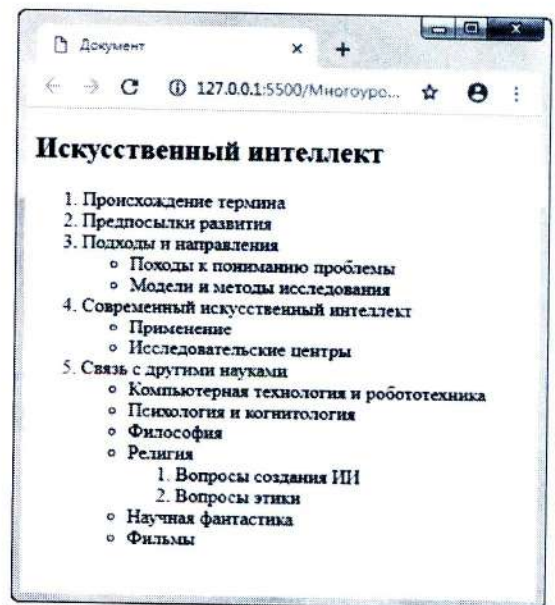 Документ
127.0.0.1:5500/Многоуро...
Искусственный интеллект
1. Происхождение термина
2. Предпосылки развития
3. Подходы и направления
Походы к пониманию проблемы
Модели и методы исследования
4. Современный искусственный интеллект
Применение
Исследовательские центры
5. Связь с другими науками
Компьютерная технология и робототехника
Психология и когнитология
Философия
Религия
1. Вопросы создания ИИ
2. Вопросы этики
Научная фантастика
Фильмы